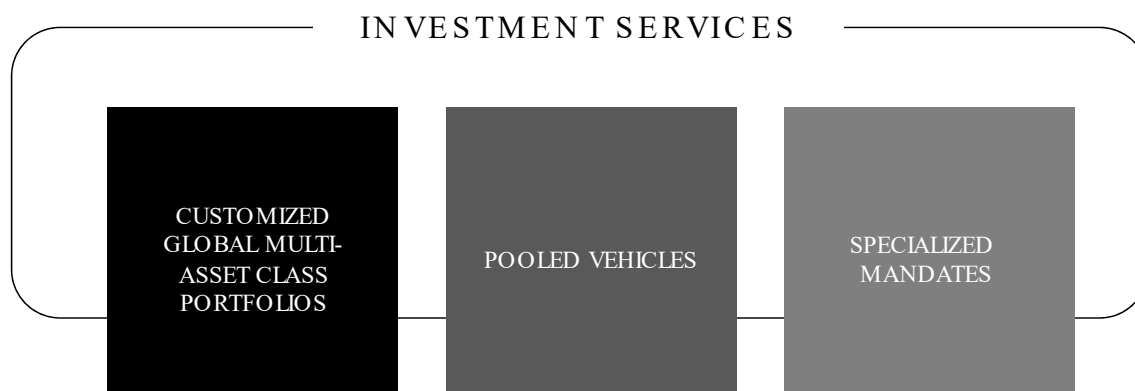 INVESTMENT SERVICES
CUSTOMIZED
GLOBAL MULTI-
ASSET CLASS
PORTFOLIOS
POOLED VEHICLES
SPECIALIZED
MANDATES